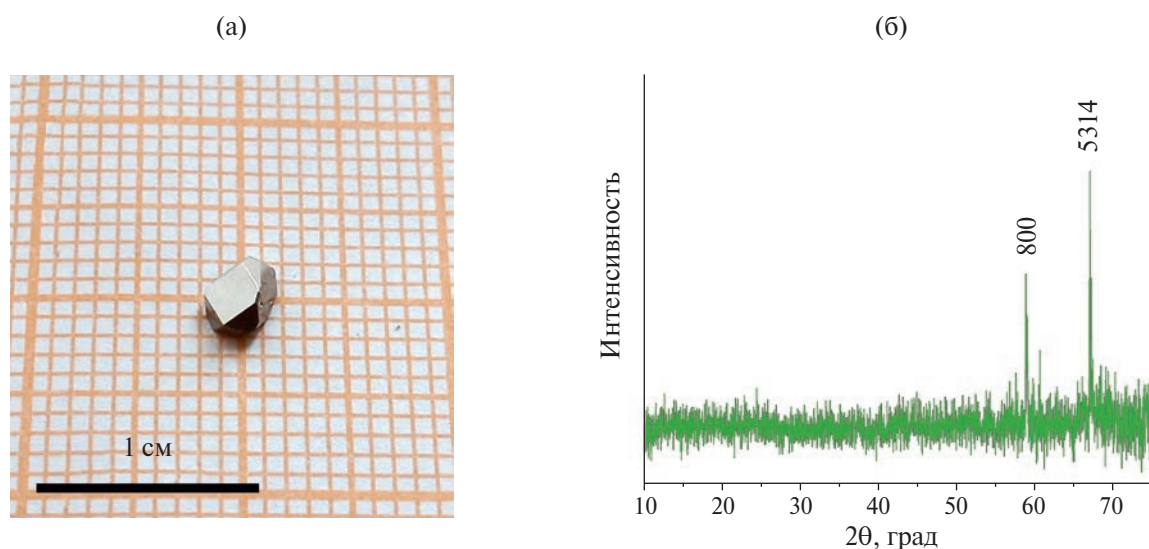 (а)
(б)
1 см
Интенсивность
800
5314
10 20 30 40 50 60 70
2θ, град